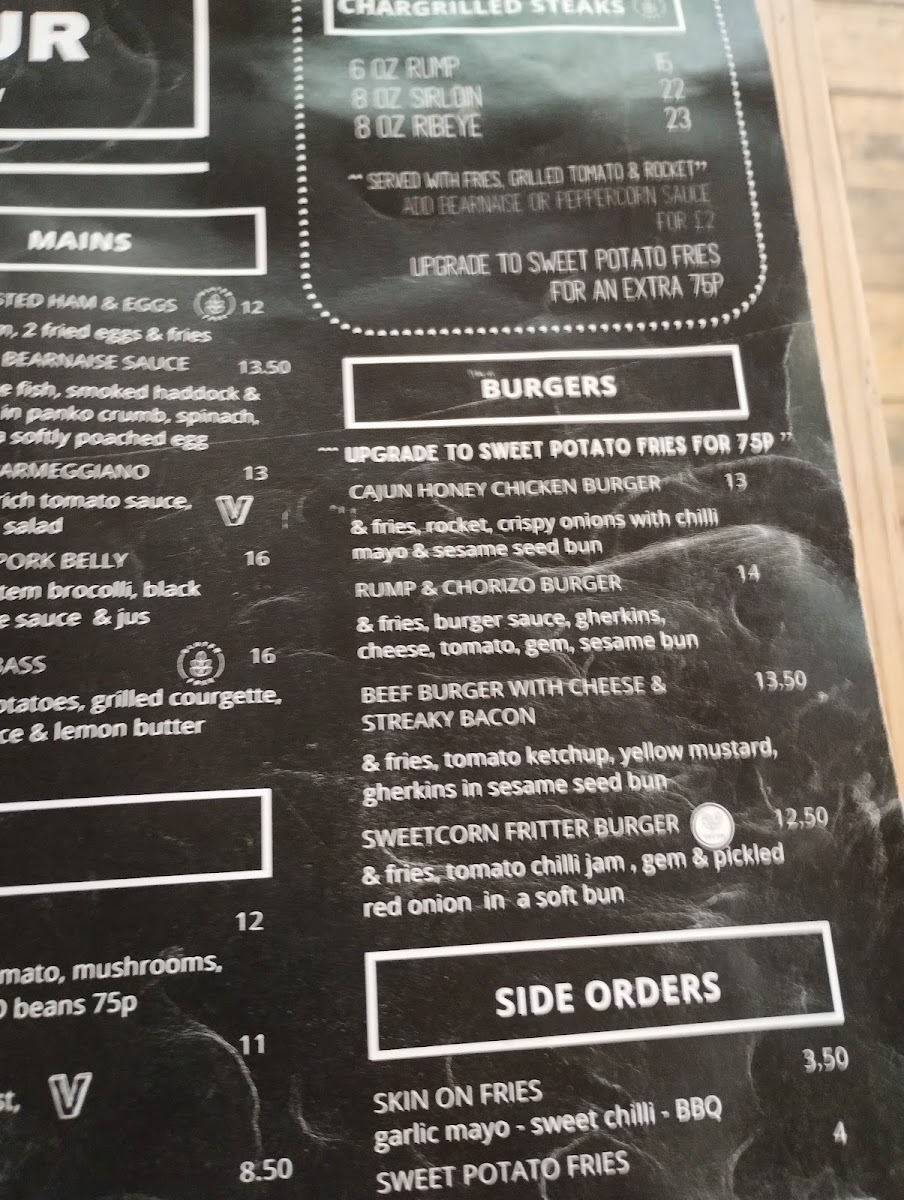 UR
MAINS
STED HAM & EGGS 12
2 fried eggs & fries
BEARNAISE SAUCE 13.50
fish, smoked haddock &
in panko crumb, spinach,
softly poached egg
ARMEGGIANO 13
rich tomato sauce, V
salad
PORK BELLY 16
tem brocolli, black
sauce & jus
BASS 16
otatoes, grilled courgette,
ce & lemon butter
12
mato, mushrooms,
beans 75p
11
st, V
8.50
CHARGRILLED STEAKS
6 OZ RUMP
8 OZ SIRLOIN 22
8 OZ RIBEYE 23
"" SERVED WITH FRIES, GRILLED TOMATO & ROCKET""
ADD BEARNAISE OR PEPPERCORN SAUCE
FOR £2
UPGRADE TO SWEET POTATO FRIES
FOR AN EXTRA 75P
BURGERS
"" UPGRADE TO SWEET POTATO FRIES FOR 75P "
CAJUN HONEY CHICKEN BURGER 13
& fries, rocket, crispy onions with chilli
mayo & sesame seed bun
RUMP & CHORIZO BURGER 14
& fries, burger sauce, gherkins,
cheese, tomato, gem, sesame bun
BEEF BURGER WITH CHEESE & 13.50
STREAKY BACON
& fries, tomato ketchup, yellow mustard,
gherkins in sesame seed bun
SWEETCORN FRITTER BURGER 12.50
& fries, tomato chilli jam , gem & pickled
red onion in a soft bun
SIDE ORDERS
SKIN ON FRIES 3.50
garlic mayo - sweet chilli - BBQ
SWEET POTATO FRIES 4